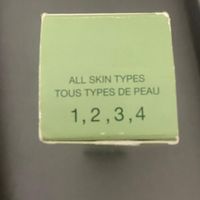 ALL SKIN TYPES
TOUS TYPES DE PEAU
1,2,3,4